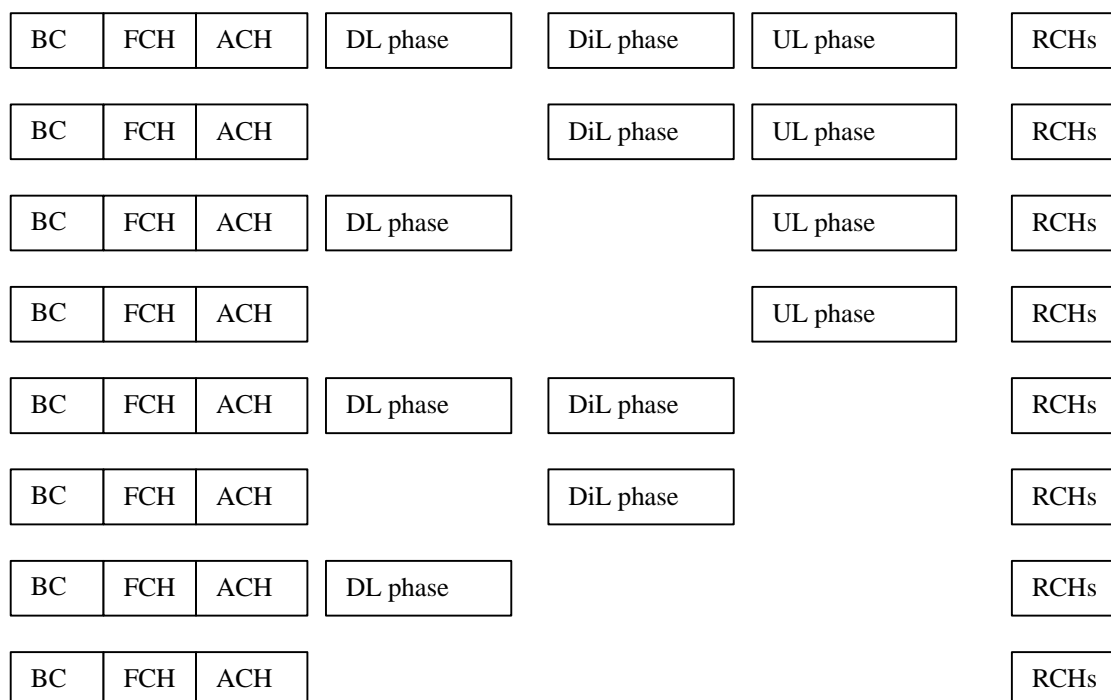 BC FCH ACH DL phase DiL phase UL phase RCHs
BC FCH ACH DiL phase UL phase RCHs
BC FCH ACH DL phase UL phase RCHs
BC FCH ACH UL phase RCHs
BC FCH ACH DL phase DiL phase RCHs
BC FCH ACH DiL phase RCHs
BC FCH ACH DL phase RCHs
BC FCH ACH RCHs